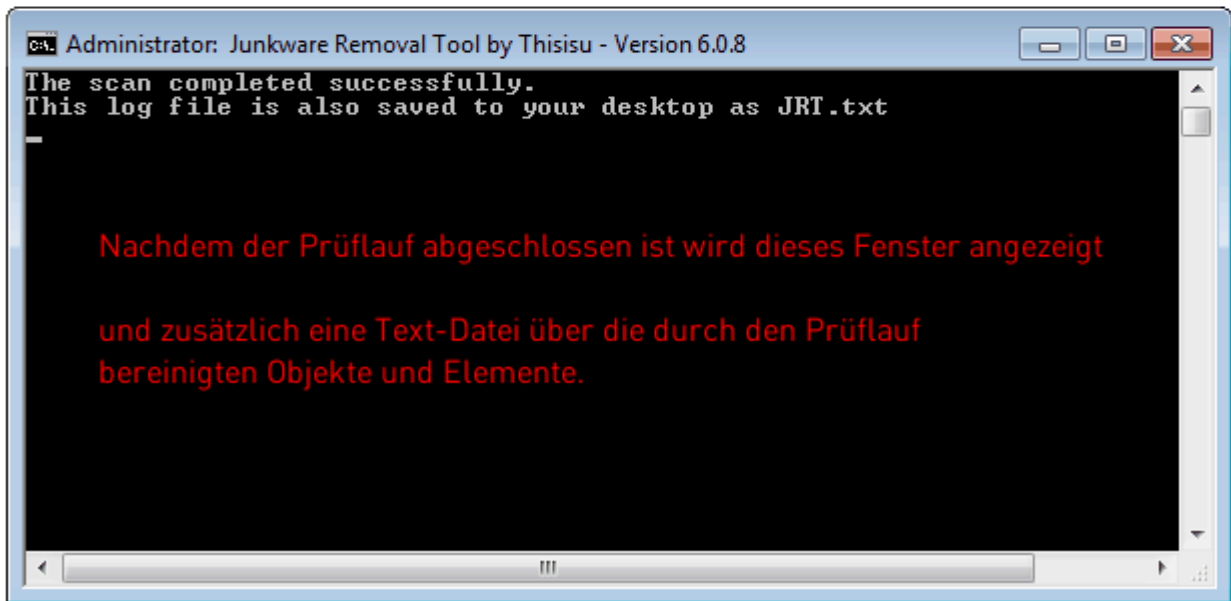 Administrator: Junkware Removal Tool by Thisisu - Version 6.0.8
The scan completed successfully.
This log file is also saved to your desktop as JRT.txt
Nachdem der Prüflauf abgeschlossen ist wird dieses Fenster angezeigt
und zusätzlich eine Text-Datei über die durch den Prüflauf
bereinigten Objekte und Elemente.